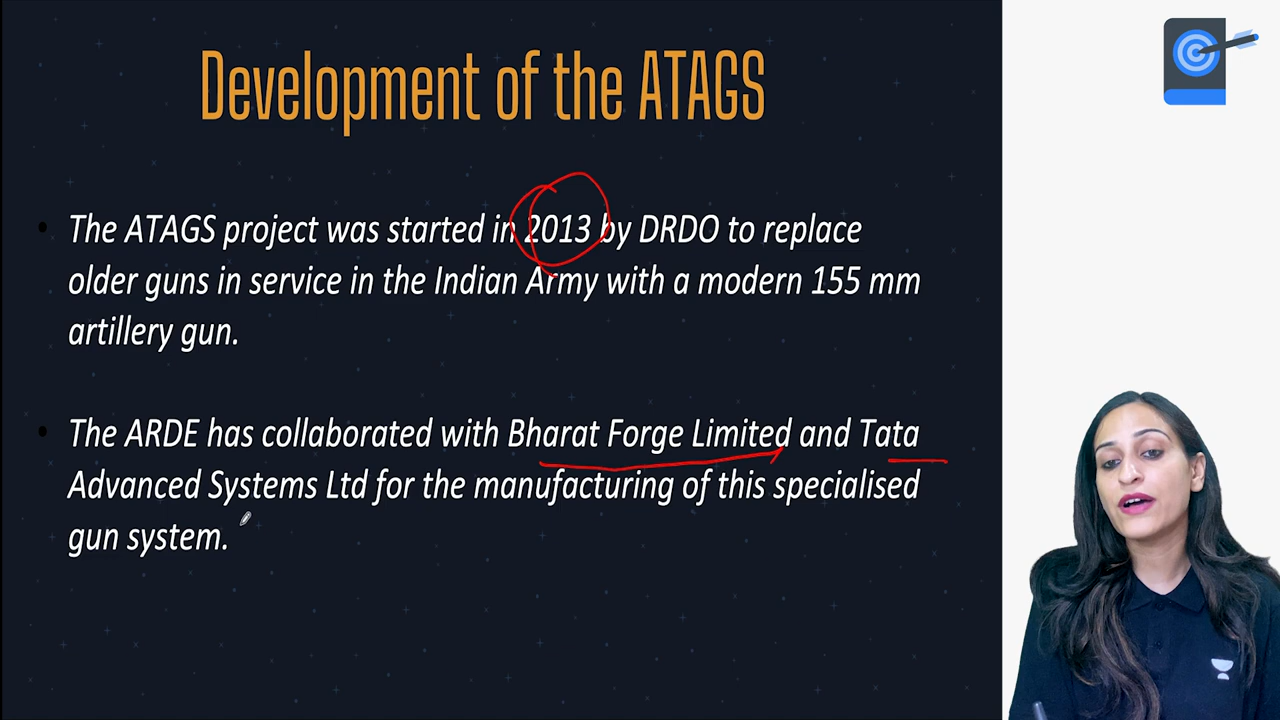 Development of the ATAGS
• The ATAGS project was started in 2013 by DRDO to replace
older guns in service in the Indian Army with a modern 155 mm
artillery gun.
• The ARDE has collaborated with Bharat Forge Limited and Tata
Advanced Systems Ltd for the manufacturing of this specialised
gun system.